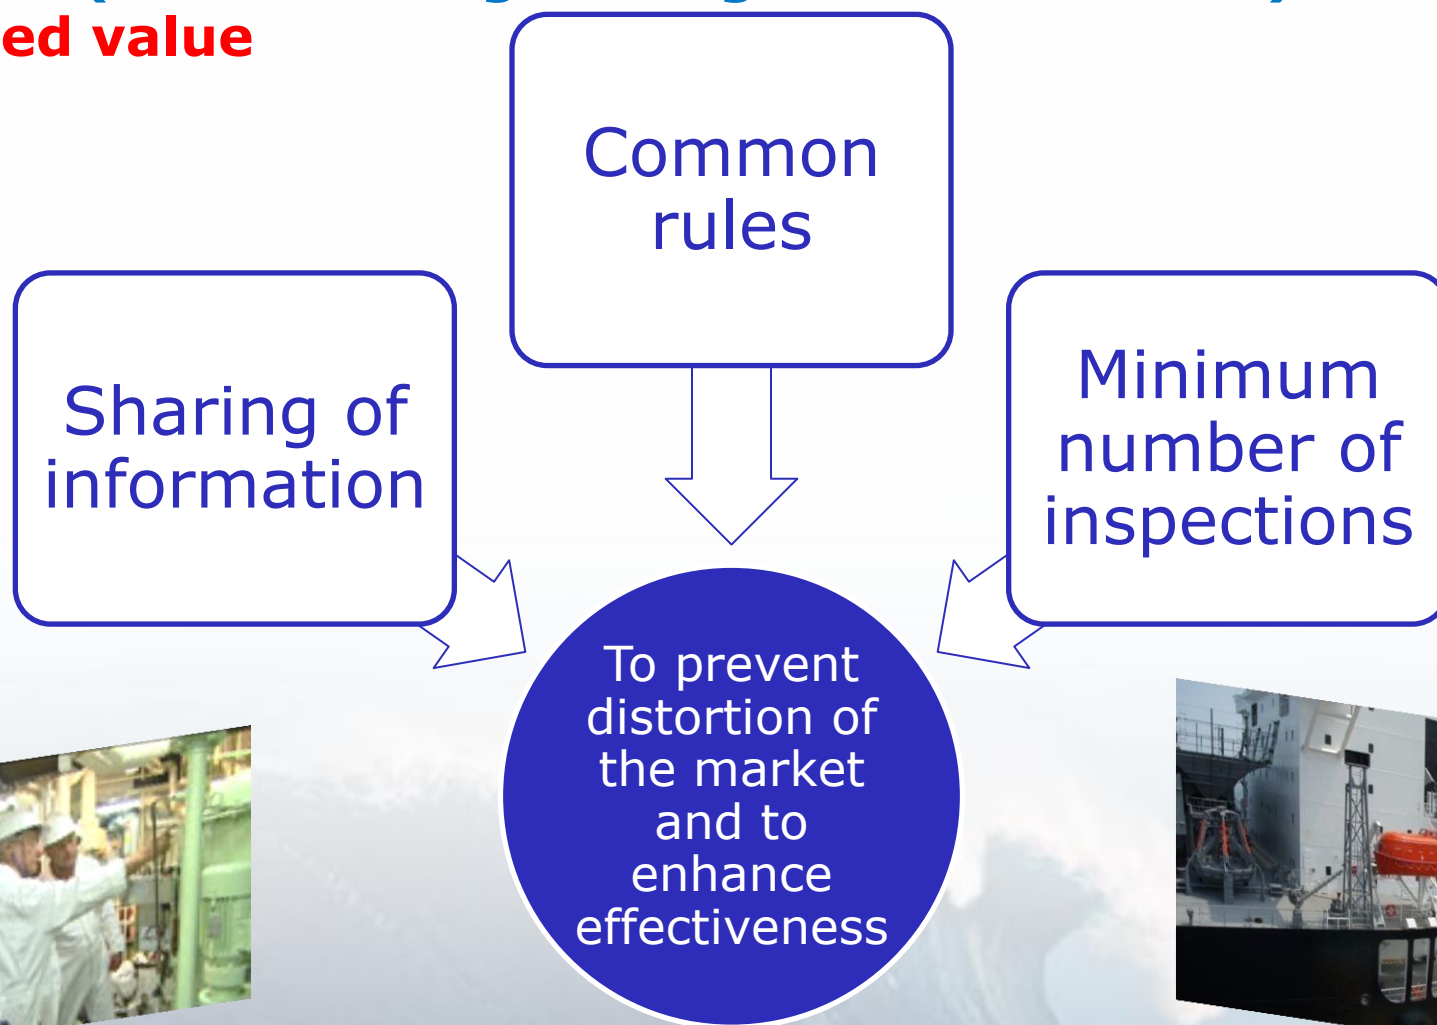 ed value
Common
rules
Sharing of
information
Minimum
number of
inspections
To prevent
distortion of
the market
and to
enhance
effectiveness